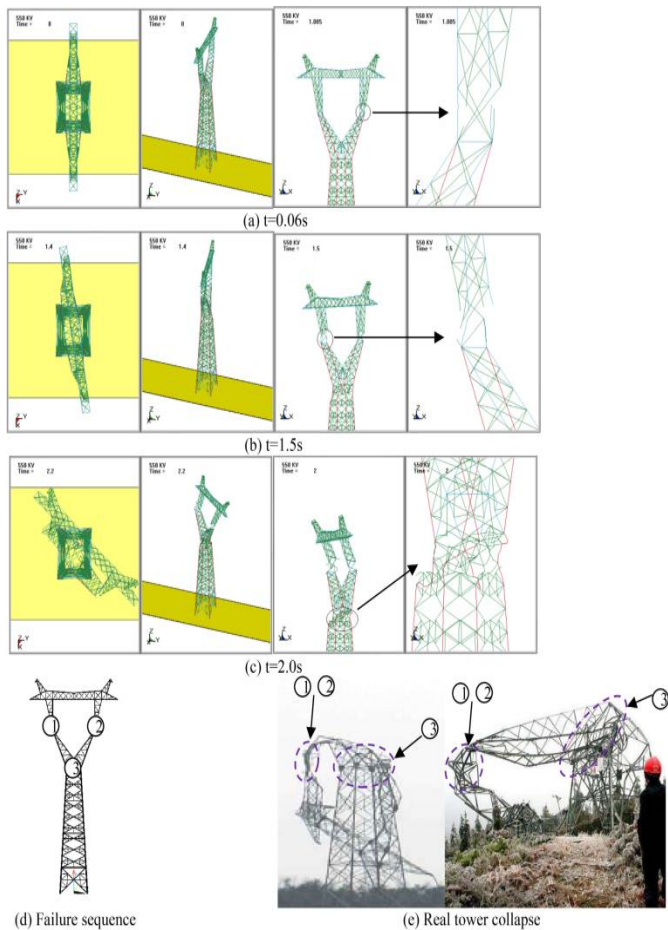 550 KV
Time = 0
550 KV
Time = 0
550 KV
Time = 1.085
550 KV
Time = 1.085
(a) t=0.06s
550 KV
Time = 1.4
550 KV
Time = 1.4
550 KV
Time = 1.5
550 KV
Time = 1.5
(b) t=1.5s
550 KV
Time = 2.2
550 KV
Time = 2.2
550 KV
Time = 2
550 KV
Time = 2
(c) t=2.0s
1 2
3
(d) Failure sequence
1 2
3
1 2
3
(e) Real tower collapse